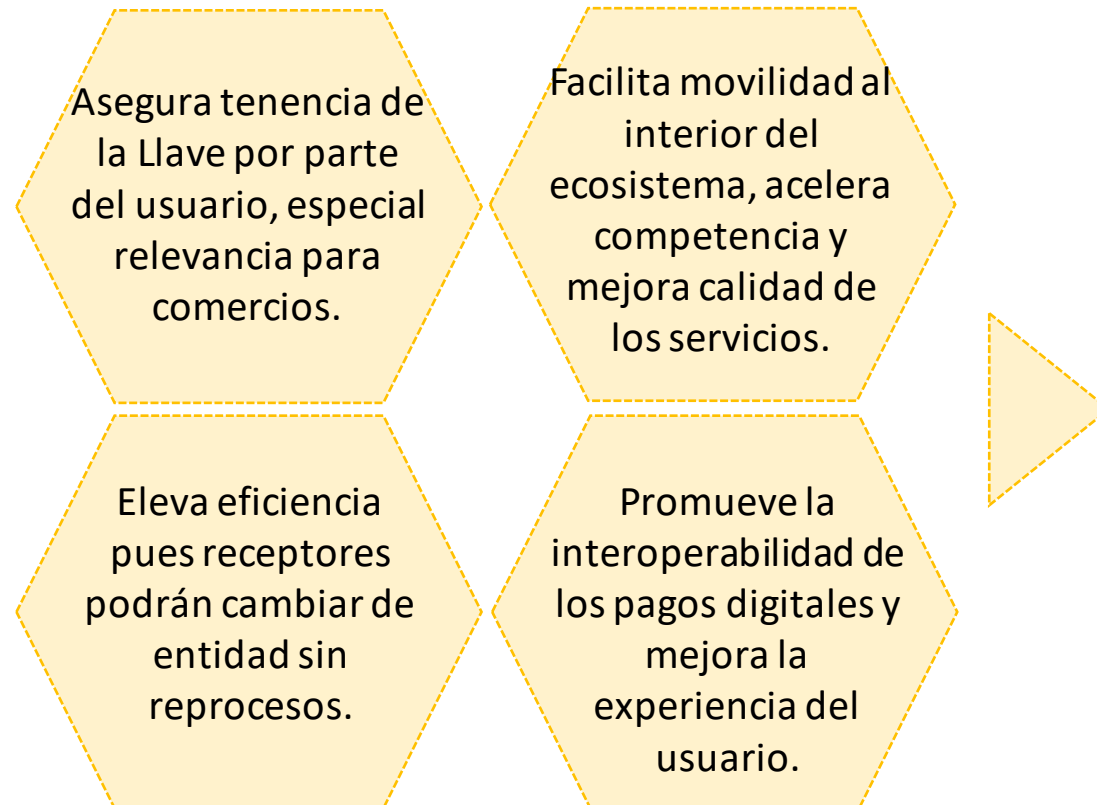 Asegura tenencia de
la Llave por parte
del usuario, especial
relevancia para
comercios.
Facilita movilidad al
interior del
ecosistema, acelera
competencia y
mejora calidad de
los servicios.
Eleva eficiencia
pues receptores
podrán cambiar de
entidad sin
reprocesos.
Promueve la
interoperabilidad de
los pagos digitales y
mejora la
experiencia del
usuario.